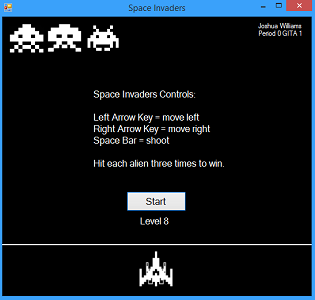 Space Invaders
Joshua Williams
Period 0 GITA 1
Space Invaders Controls:
Left Arrow Key = move left
Right Arrow Key = move right
Space Bar = shoot
Hit each alien three times to win.
Start
Level 8